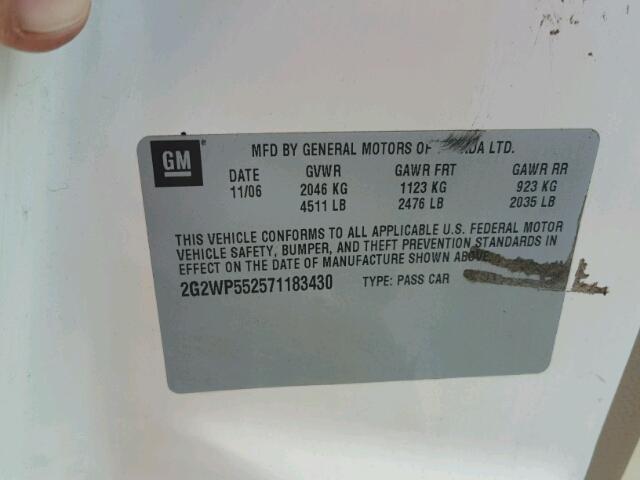 GM
MFD BY GENERAL MOTORS OF LTD.
DATE GVWR GAWR FRT GAWR RR
11/06 2046 KG 1123 KG 923 KG
4511 LB 2476 LB 2035 LB
THIS VEHICLE CONFORMS TO ALL APPLICABLE U.S. FEDERAL MOTOR
VEHICLE SAFETY, BUMPER, AND THEFT PREVENTION STANDARDS IN
EFFECT ON THE DATE OF MANUFACTURE SHOWN ABOVE
2G2WP552571183430 TYPE: PASS CAR